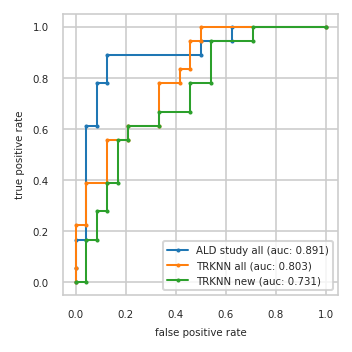 1.0
0.8
0.6
0.4
0.2
0.0
true positive rate
ALD study all (auc: 0.891)
TRKNN all (auc: 0.803)
TRKNN new (auc: 0.731)
0.0 0.2 0.4 0.6 0.8 1.0
false positive rate